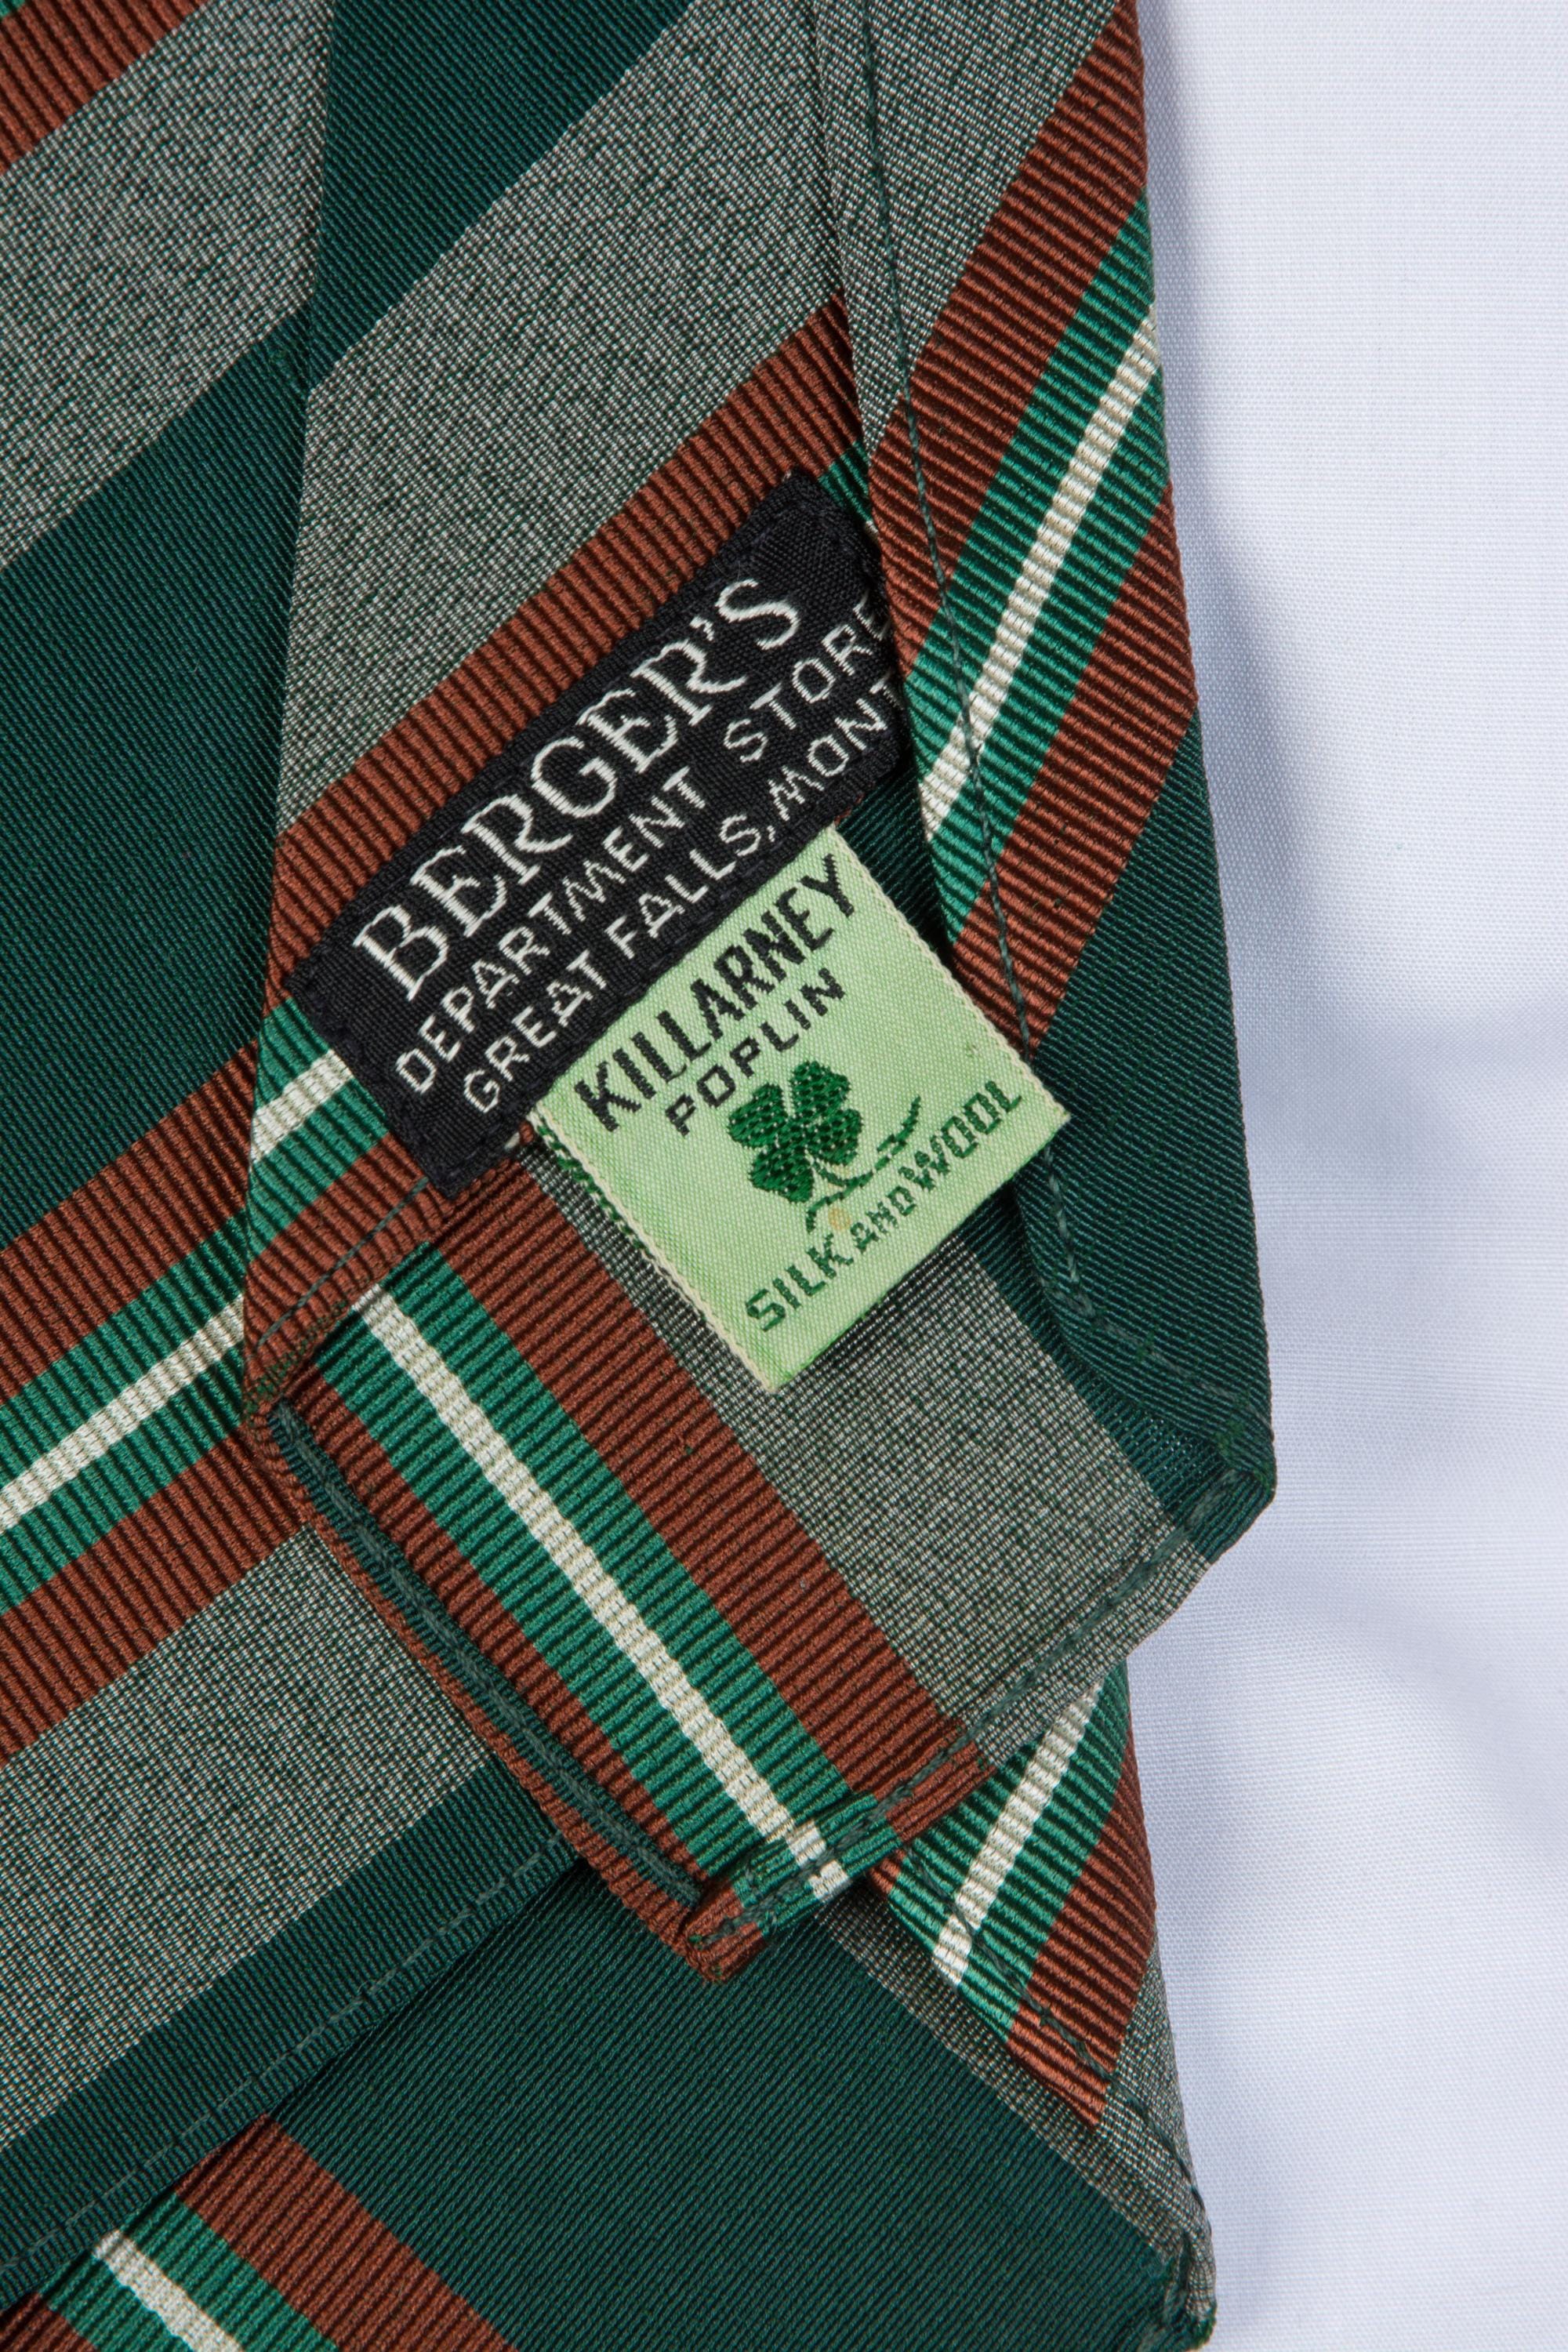 BERGER'S
DEPARTMENT STORE
GREAT FALLS, MONT
KILLARNEY
POPLIN
SILK AND WOOL